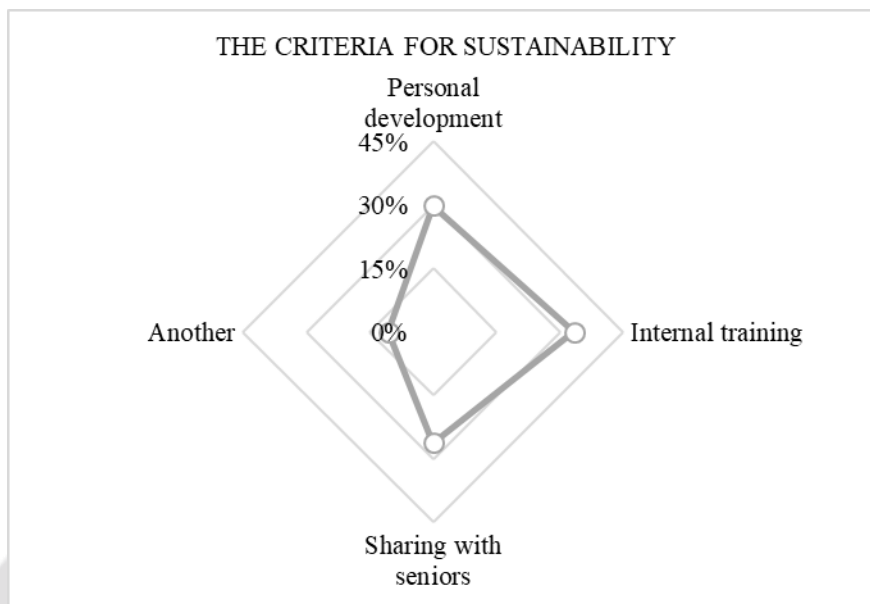 THE CRITERIA FOR SUSTAINABILITY
Personal
development
45%
30%
15%
Another
0%
Internal training
Sharing with
seniors